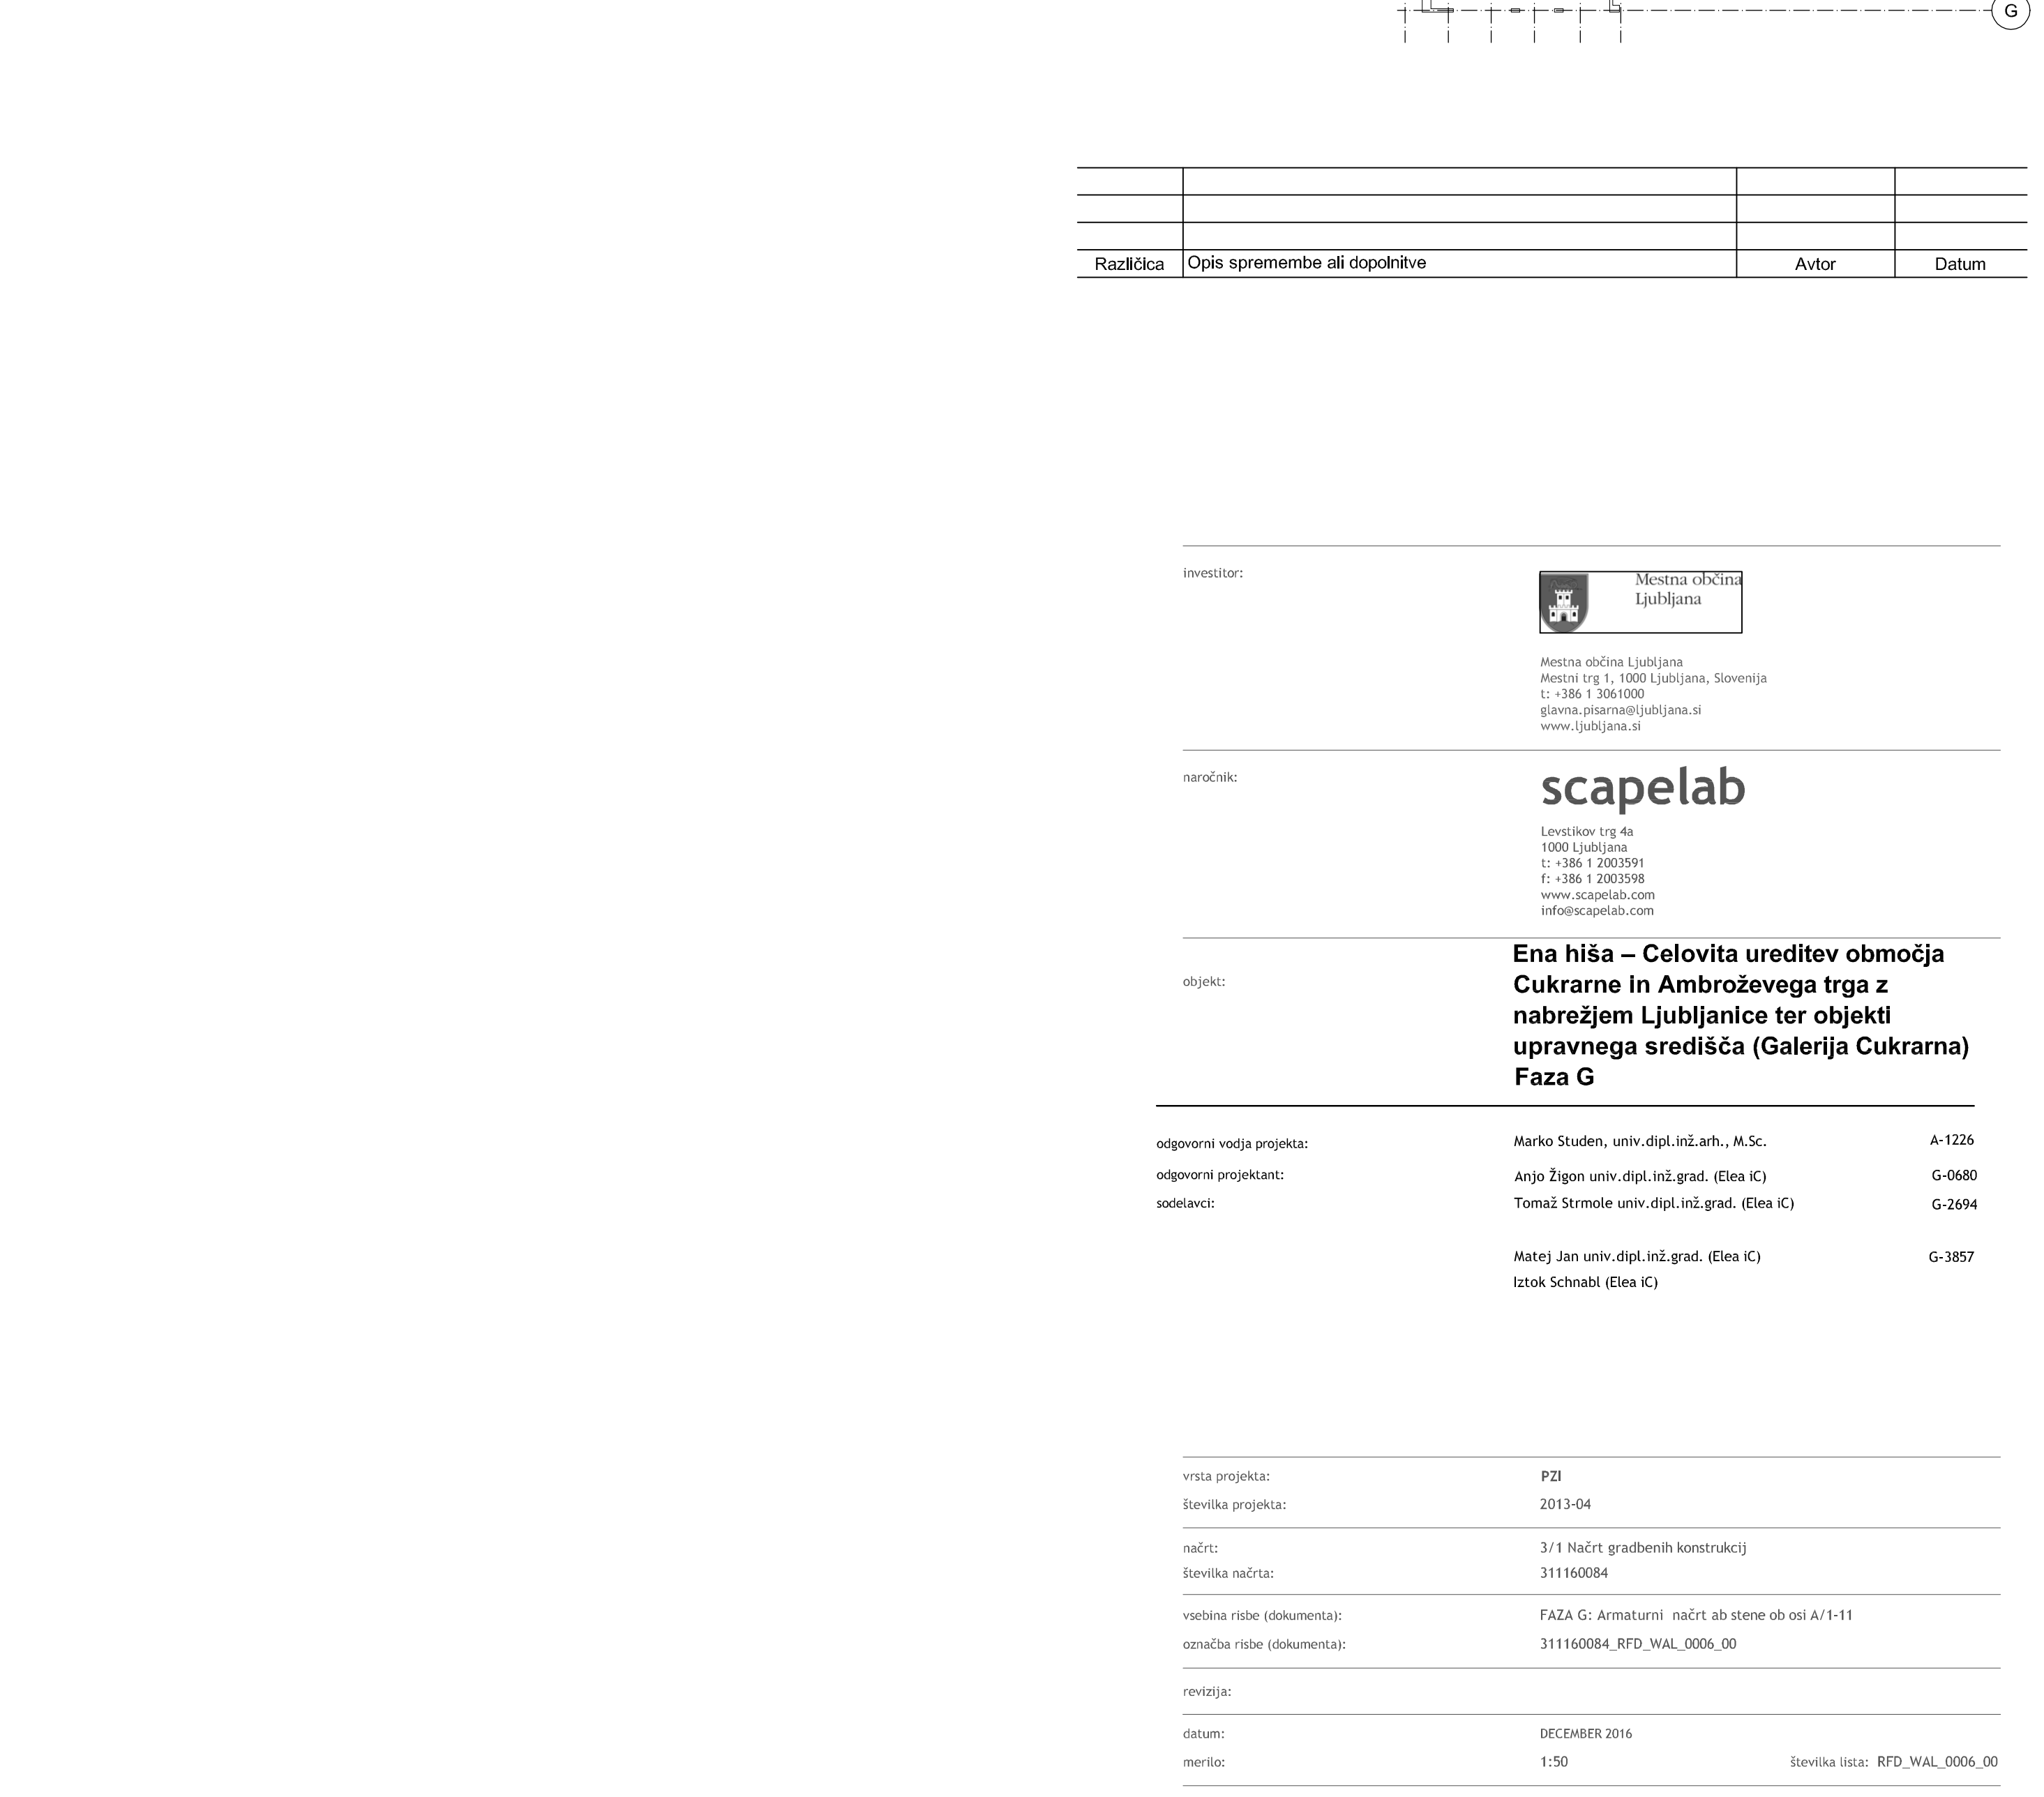 G
Različica Opis spremembe ali dopolnitve Avtor Datum
investitor:
Mestna občina
Ljubljana
Mestna občina Ljubljana
Mestni trg 1, 1000 Ljubljana, Slovenija
t: +386 1 3061000
glavna.pisarna@ljubljana.si
www.ljubljana.si
naročnik:
scapelab
Levstikov trg 4a
1000 Ljubljana
t: +386 1 2003591
f: +386 1 2003598
www.scapelab.com
info@scapelab.com
objekt:
Ena hiša – Celovita ureditev območja
Cukrarne in Ambroževega trga z
nabrežjem Ljubljanice ter objekti
upravnega središča (Galerija Cukrarna)
Faza G
odgovorni vodja projekta: Marko Studen, univ.dipl.inž.arh., M.Sc. A-1226
odgovorni projektant: Anjo Žigon univ.dipl.inž.grad. (Elea iC) G-0680
sodelavci: Tomaž Strmole univ.dipl.inž.grad. (Elea iC) G-2694
Matej Jan univ.dipl.inž.grad. (Elea iC) G-3857
Iztok Schnabl (Elea iC)
vrsta projekta: PZI
številka projekta: 2013-04
načrt: 3/1 Načrt gradbenih konstrukcij
številka načrta: 311160084
vsebina risbe (dokumenta): FAZA G: Armaturni načrt ab stene ob osi A/1-11
označba risbe (dokumenta): 311160084_RFD_WAL_0006_00
revizija:
datum: DECEMBER 2016
merilo: 1:50 številka lista: RFD_WAL_0006_00